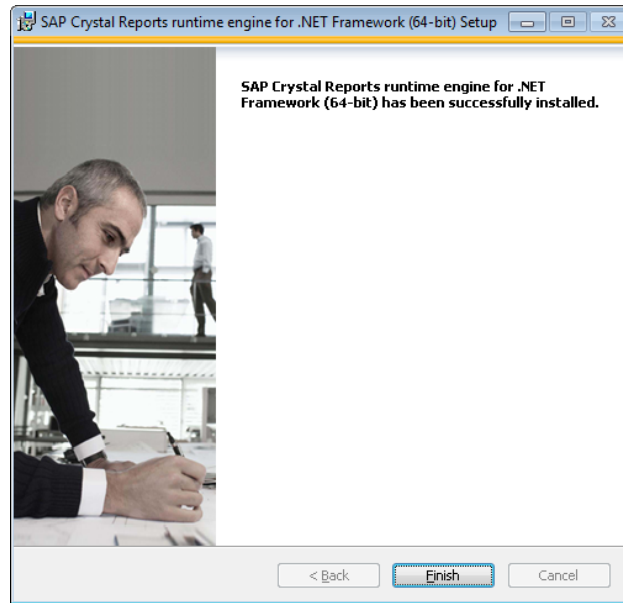 SAP Crystal Reports runtime engine for .NET Framework (64-bit) Setup
SAP Crystal Reports runtime engine for .NET
Framework (64-bit) has been successfully installed.
< Back
Finish
Cancel